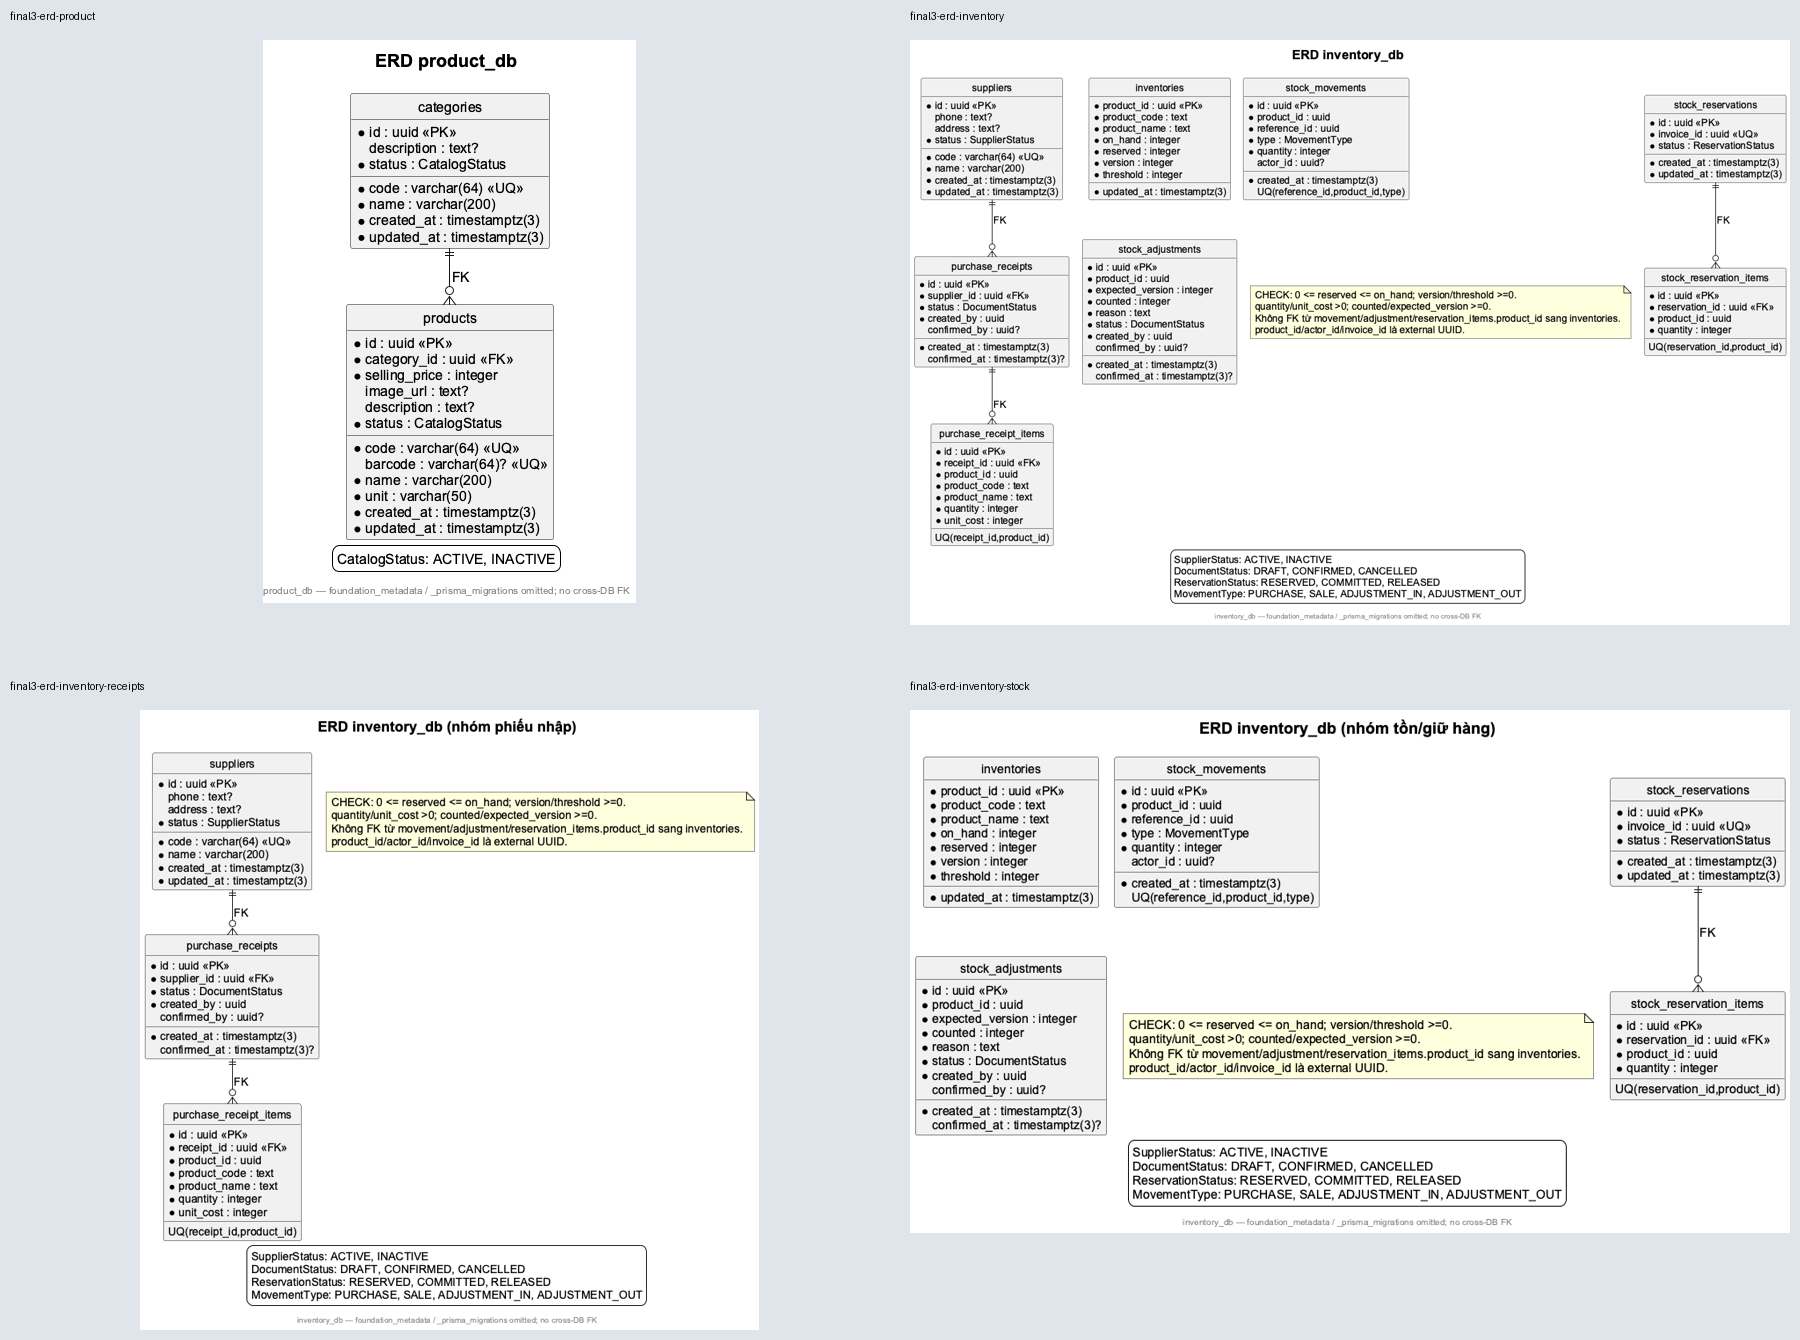 final3-erd-product
ERD product_db
categories
● id : uuid «PK»
description : text?
● status : CatalogStatus
● code : varchar(64) «UQ»
● name : varchar(200)
● created_at : timestamptz(3)
● updated_at : timestamptz(3)
FK
products
● id : uuid «PK»
● category_id : uuid «FK»
● selling_price : integer
image_url : text?
description : text?
● status : CatalogStatus
● code : varchar(64) «UQ»
barcode : varchar(64)? «UQ»
● name : varchar(200)
● unit : varchar(50)
● created_at : timestamptz(3)
● updated_at : timestamptz(3)
CatalogStatus: ACTIVE, INACTIVE
product_db — foundation_metadata / _prisma_migrations omitted; no cross-DB FK
final3-erd-inventory
ERD inventory_db
suppliers
● id : uuid «PK»
phone : text?
address : text?
● status : SupplierStatus
● code : varchar(64) «UQ»
● name : varchar(200)
● created_at : timestamptz(3)
● updated_at : timestamptz(3)
FK
inventories
● product_id : uuid «PK»
● product_code : text
● product_name : text
● on_hand : integer
● reserved : integer
● version : integer
● threshold : integer
● updated_at : timestamptz(3)
stock_movements
● id : uuid «PK»
● product_id : uuid
● reference_id : uuid
● type : MovementType
● quantity : integer
actor_id : uuid?
● created_at : timestamptz(3)
UQ(reference_id,product_id,type)
stock_reservations
● id : uuid «PK»
● invoice_id : uuid «UQ»
● status : ReservationStatus
● created_at : timestamptz(3)
● updated_at : timestamptz(3)
FK
purchase_receipts
● id : uuid «PK»
● supplier_id : uuid «FK»
● status : DocumentStatus
● created_by : uuid
confirmed_by : uuid?
● created_at : timestamptz(3)
confirmed_at : timestamptz(3)?
FK
stock_adjustments
● id : uuid «PK»
● product_id : uuid
● expected_version : integer
● counted : integer
● reason : text
● status : DocumentStatus
● created_by : uuid
confirmed_by : uuid?
● created_at : timestamptz(3)
confirmed_at : timestamptz(3)?
CHECK: 0 <= reserved <= on_hand; version/threshold >=0.
quantity/unit_cost >0; counted/expected_version >=0.
Không FK từ movement/adjustment/reservation_items.product_id sang inventories.
product_id/actor_id/invoice_id là external UUID.
stock_reservation_items
● id : uuid «PK»
● reservation_id : uuid «FK»
● product_id : uuid
● quantity : integer
UQ(reservation_id,product_id)
purchase_receipt_items
● id : uuid «PK»
● receipt_id : uuid «FK»
● product_id : uuid
● product_code : text
● product_name : text
● quantity : integer
● unit_cost : integer
UQ(receipt_id,product_id)
SupplierStatus: ACTIVE, INACTIVE
DocumentStatus: DRAFT, CONFIRMED, CANCELLED
ReservationStatus: RESERVED, COMMITTED, RELEASED
MovementType: PURCHASE, SALE, ADJUSTMENT_IN, ADJUSTMENT_OUT
inventory_db — foundation_metadata / _prisma_migrations omitted; no cross-DB FK
final3-erd-inventory-receipts
ERD inventory_db (nhóm phiếu nhập)
suppliers
● id : uuid «PK»
phone : text?
address : text?
● status : SupplierStatus
● code : varchar(64) «UQ»
● name : varchar(200)
● created_at : timestamptz(3)
● updated_at : timestamptz(3)
CHECK: 0 <= reserved <= on_hand; version/threshold >=0.
quantity/unit_cost >0; counted/expected_version >=0.
Không FK từ movement/adjustment/reservation_items.product_id sang inventories.
product_id/actor_id/invoice_id là external UUID.
FK
purchase_receipts
● id : uuid «PK»
● supplier_id : uuid «FK»
● status : DocumentStatus
● created_by : uuid
confirmed_by : uuid?
● created_at : timestamptz(3)
confirmed_at : timestamptz(3)?
FK
purchase_receipt_items
● id : uuid «PK»
● receipt_id : uuid «FK»
● product_id : uuid
● product_code : text
● product_name : text
● quantity : integer
● unit_cost : integer
UQ(receipt_id,product_id)
SupplierStatus: ACTIVE, INACTIVE
DocumentStatus: DRAFT, CONFIRMED, CANCELLED
ReservationStatus: RESERVED, COMMITTED, RELEASED
MovementType: PURCHASE, SALE, ADJUSTMENT_IN, ADJUSTMENT_OUT
inventory_db — foundation_metadata / _prisma_migrations omitted; no cross-DB FK
final3-erd-inventory-stock
ERD inventory_db (nhóm tồn/giữ hàng)
inventories
● product_id : uuid «PK»
● product_code : text
● product_name : text
● on_hand : integer
● reserved : integer
● version : integer
● threshold : integer
● updated_at : timestamptz(3)
stock_movements
● id : uuid «PK»
● product_id : uuid
● reference_id : uuid
● type : MovementType
● quantity : integer
actor_id : uuid?
● created_at : timestamptz(3)
UQ(reference_id,product_id,type)
stock_reservations
● id : uuid «PK»
● invoice_id : uuid «UQ»
● status : ReservationStatus
● created_at : timestamptz(3)
● updated_at : timestamptz(3)
FK
stock_adjustments
● id : uuid «PK»
● product_id : uuid
● expected_version : integer
● counted : integer
● reason : text
● status : DocumentStatus
● created_by : uuid
confirmed_by : uuid?
● created_at : timestamptz(3)
confirmed_at : timestamptz(3)?
CHECK: 0 <= reserved <= on_hand; version/threshold >=0.
quantity/unit_cost >0; counted/expected_version >=0.
Không FK từ movement/adjustment/reservation_items.product_id sang inventories.
product_id/actor_id/invoice_id là external UUID.
stock_reservation_items
● id : uuid «PK»
● reservation_id : uuid «FK»
● product_id : uuid
● quantity : integer
UQ(reservation_id,product_id)
SupplierStatus: ACTIVE, INACTIVE
DocumentStatus: DRAFT, CONFIRMED, CANCELLED
ReservationStatus: RESERVED, COMMITTED, RELEASED
MovementType: PURCHASE, SALE, ADJUSTMENT_IN, ADJUSTMENT_OUT
inventory_db — foundation_metadata / _prisma_migrations omitted; no cross-DB FK